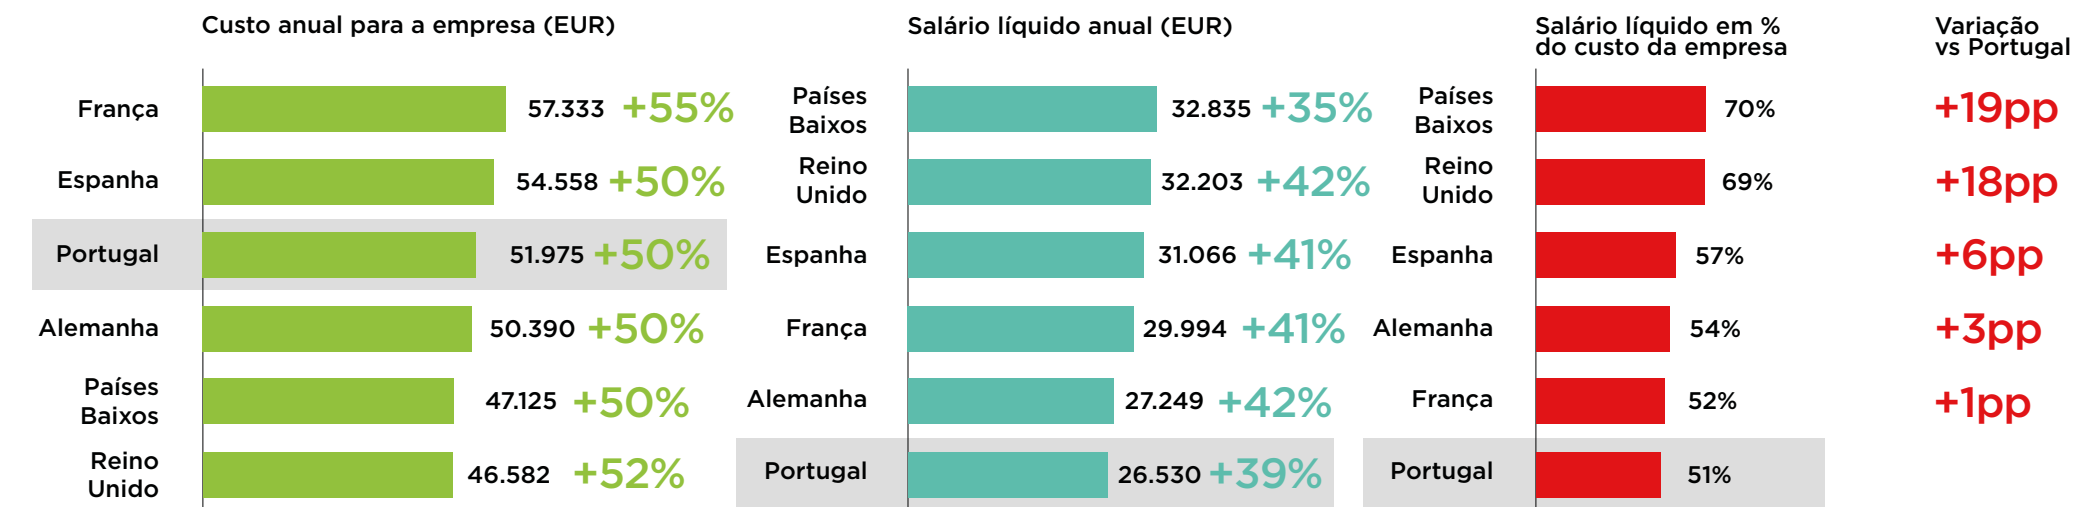 Custo anual para a empresa (EUR)
França 57.333 +55%
Espanha 54.558 +50%
Portugal 51.975 +50%
Alemanha 50.390 +50%
Países
Baixos 47.125 +50%
Reino
Unido 46.582 +52%
Salário líquido anual (EUR)
Países
Baixos 32.835 +35%
Reino
Unido 32.203 +42%
Espanha 31.066 +41%
França 29.994 +41%
Alemanha 27.249 +42%
Portugal 26.530 +39%
Salário líquido em %
do custo da empresa
Variação
vs Portugal
Países
Baixos 70% +19pp
Reino
Unido 69% +18pp
Espanha 57% +6pp
Alemanha 54% +3pp
França 52% +1pp
Portugal 51%